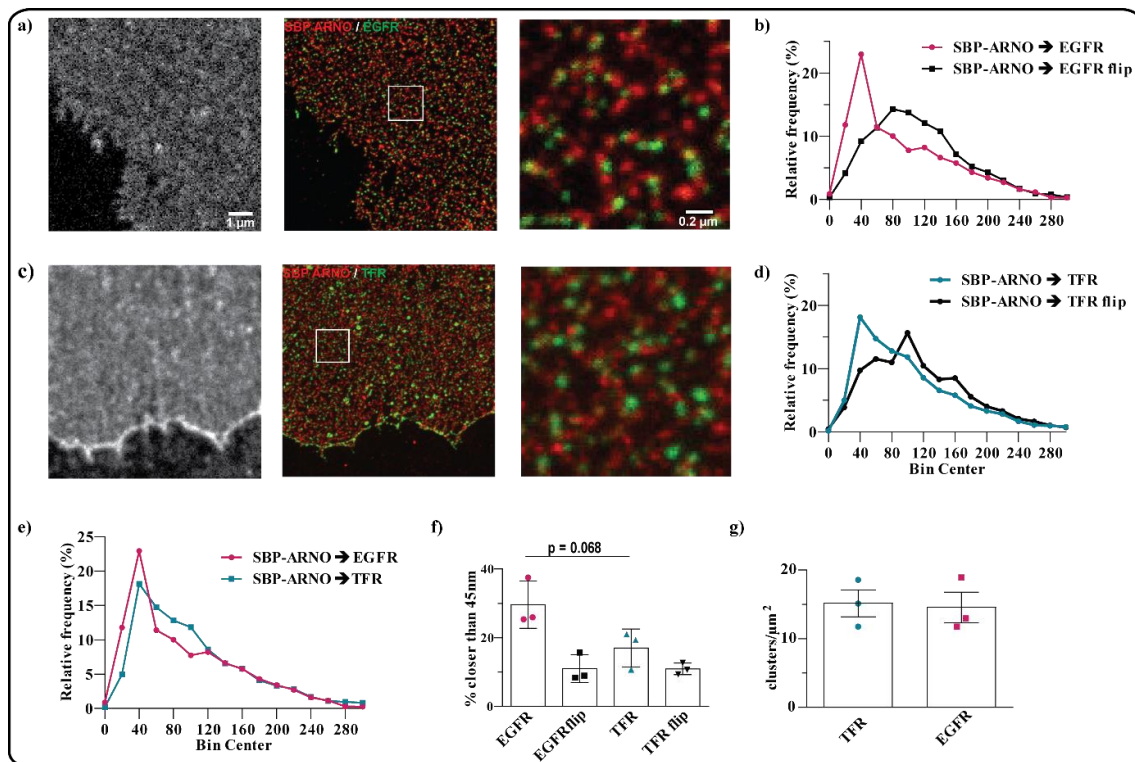 a)
SBP-ARNO / EGFR
1 µm
0.2 µm
b)
Relative frequency (%)
20
10
0
0 40 80 120 160 200 240 280
SBP-ARNO ➔ EGFR
SBP-ARNO ➔ EGFR flip
c)
SBP-ARNO / TFR
d)
Relative frequency (%)
20
10
0
0 40 80 120 160 200 240 280
Bin Center
SBP-ARNO ➔ TFR
SBP-ARNO ➔ TFR flip
e)
Relative frequency (%)
25
20
15
10
5
0
0 40 80 120 160 200 240 280
Bin Center
SBP-ARNO ➔ EGFR
SBP-ARNO ➔ TFR
f)
p = 0.068
% closer than 45nm
40
20
0
EGFR
EGFR flip
TFR
TFR flip
g)
clusters/µm²
20
10
0
TFR
EGFR